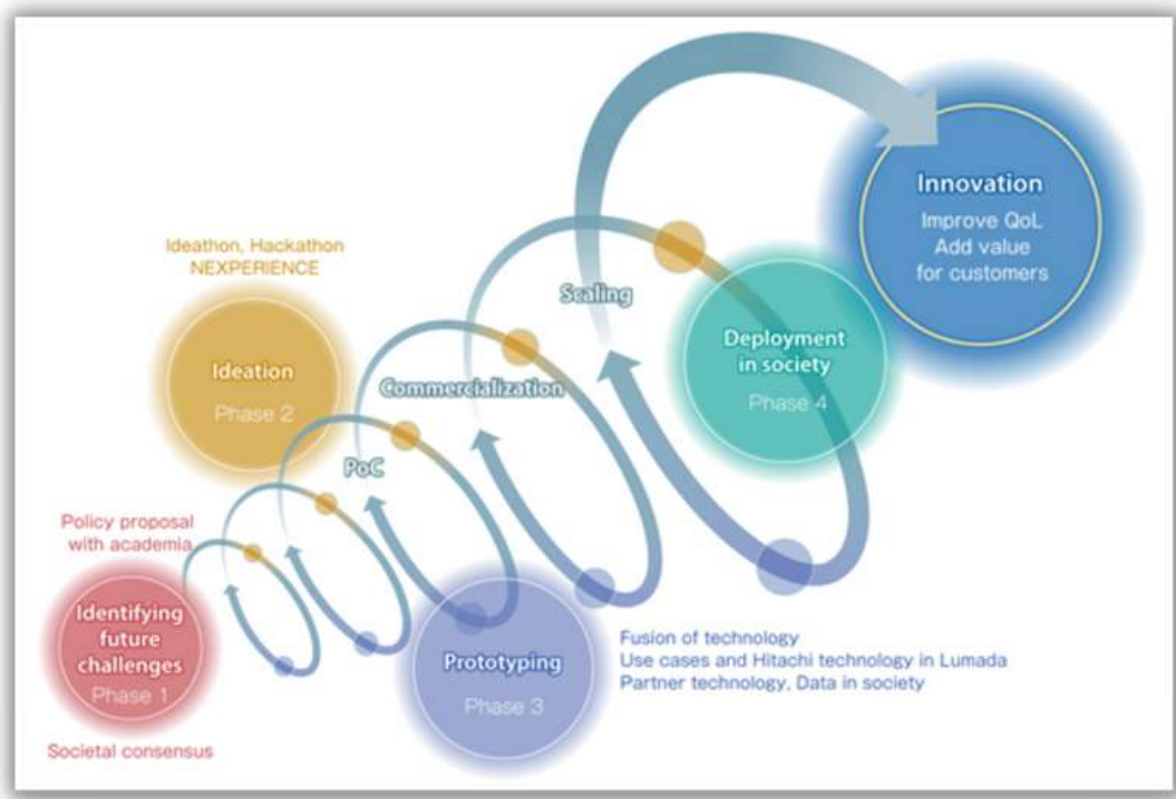 Innovation
Improve QoL
Add value
for customers
Ideathon, Hackathon
NEXPERIENCE
Scaling
Deployment
in society
Phase 4
Ideation
Phase 2
Commercialization
PoC
Policy proposal
with academia
Identifying
future
challenges
Phase 1
Societal consensus
Prototyping
Phase 3
Fusion of technology
Use cases and Hitachi technology in Lumada
Partner technology, Data in society